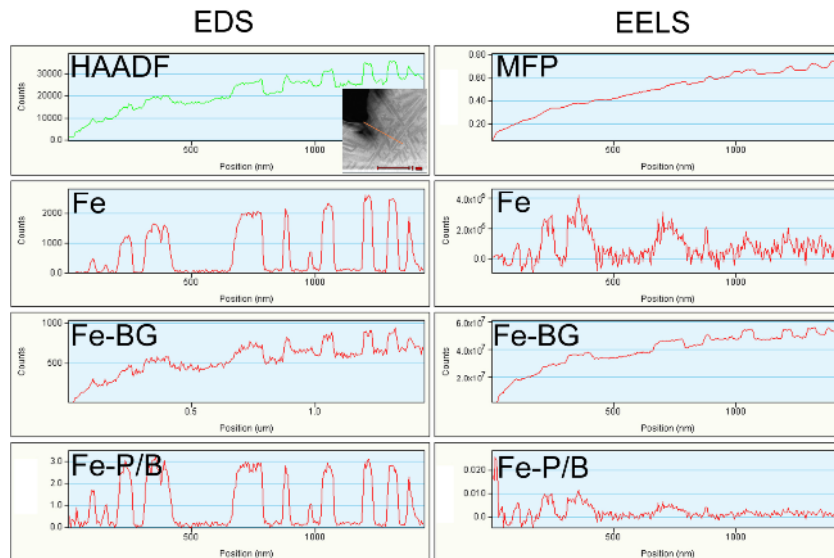 EDS
EELS
HAADF
Counts
30000
20000
10000
0.0
500
1000
Position (nm)
MFP
Counts
0.80
0.60
0.40
0.20
500
1000
Position (nm)
Fe
Counts
2000
1000
0.0
500
1000
Position (nm)
Fe
Counts
4.0x10⁶
2.0x10⁶
0.0
500
1000
Position (nm)
Fe-BG
Counts
1000
500
0.5
1.0
Position (um)
Fe-BG
Counts
6.0x10⁷
4.0x10⁷
2.0x10⁷
500
1000
Position (nm)
Fe-P/B
3.0
2.0
1.0
0.0
500
1000
Position (nm)
Fe-P/B
0.020
0.010
0.0
500
1000
Position (nm)